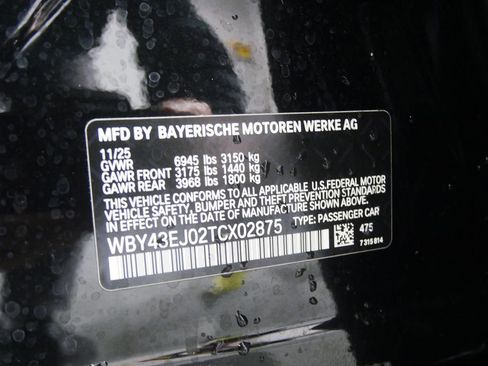 MFD BY BAYERISCHE MOTOREN WERKE AG
11/25
GVWR 6945 lbs 3150 kg
GAWR FRONT 3175 lbs 1440 kg
GAWR REAR 3968 lbs 1800 kg
THIS VEHICLE CONFORMS TO ALL APPLICABLE U.S.FEDERAL MOTOR
VEHICLE SAFETY, BUMPER AND THEFT PREVENTION STANDARDS
IN EFFECT ON THE DATE OF MANUFACTURE SHOWN ABOVE.
WBY43EJ02TCX02875 TYPE: PASSENGER CAR
475
7 315 814